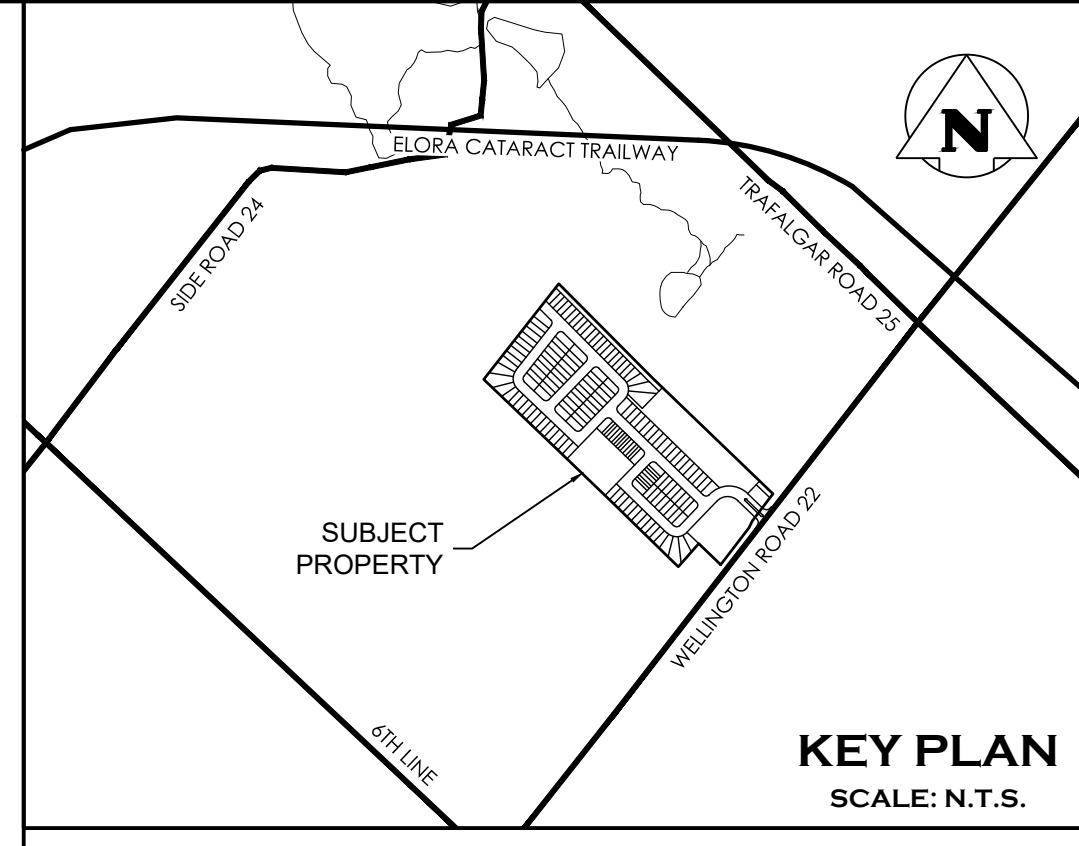 N
ELORA CATARACT TRAILWAY
TRAFALGAR ROAD 25
SIDE ROAD 24
SUBJECT
PROPERTY
WELLINGTON ROAD 22
6TH LINE
KEY PLAN
SCALE: N.T.S.